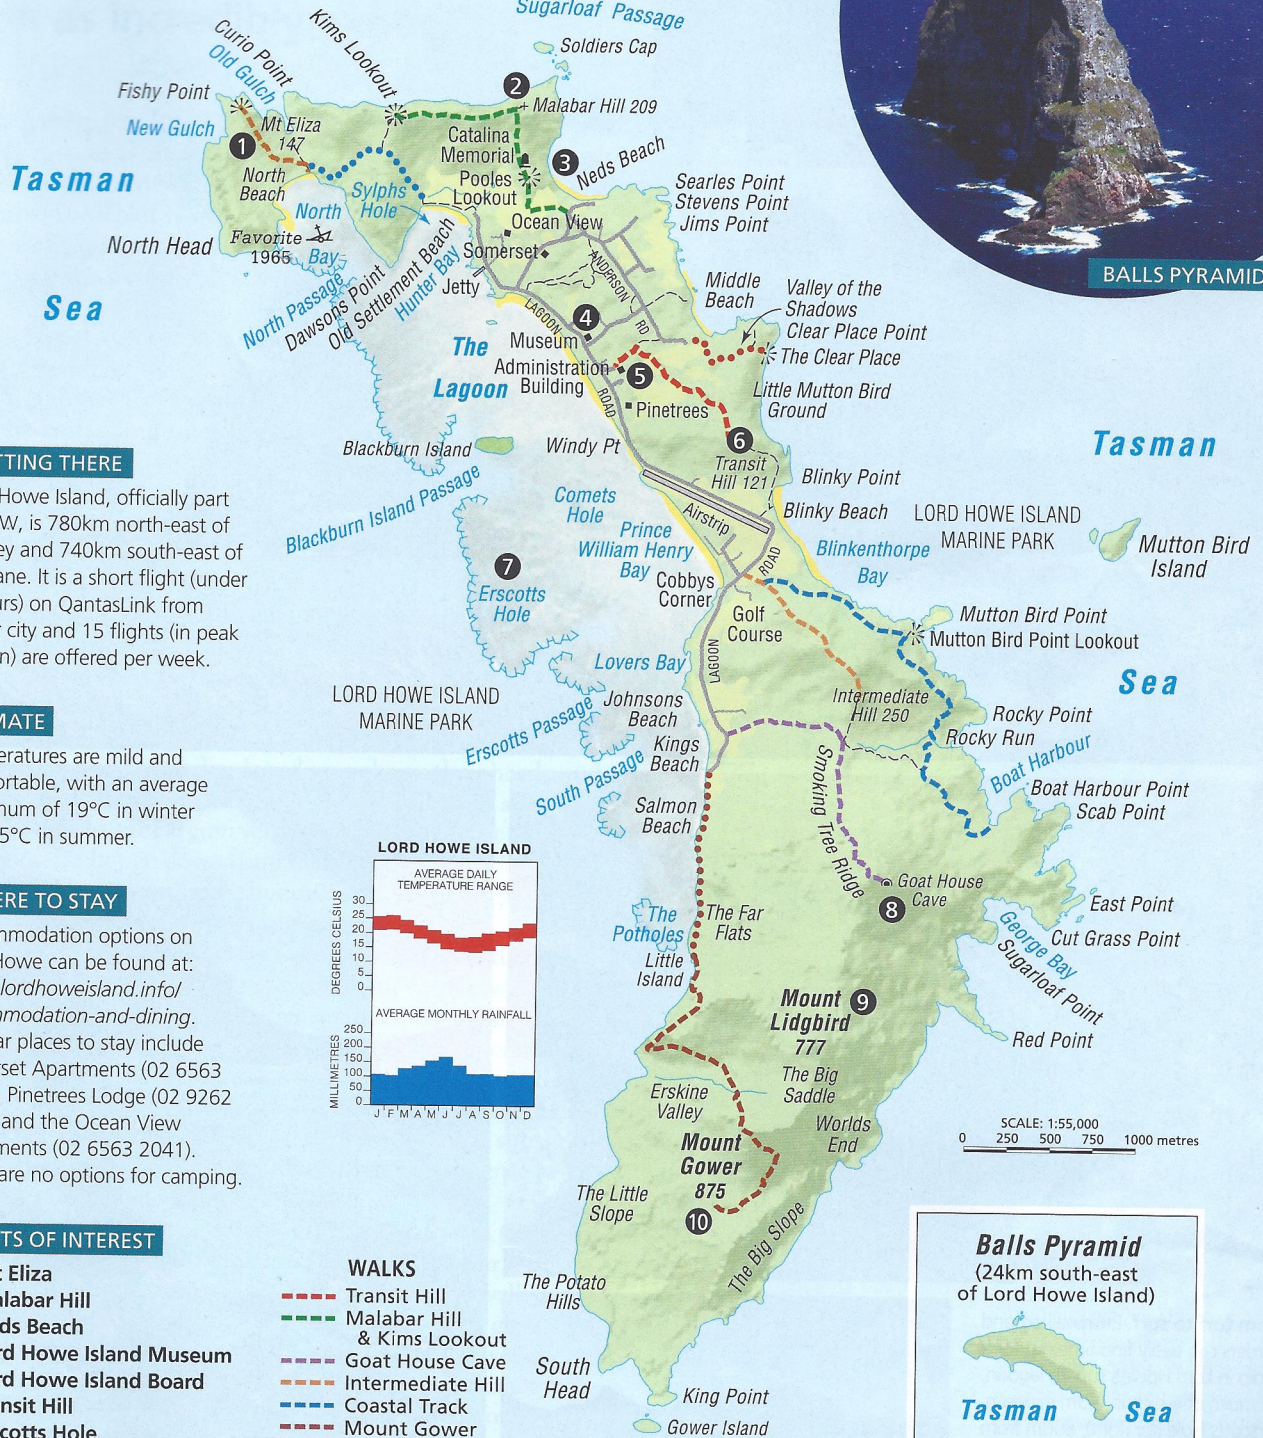 Sugarloaf Passage
Soldiers Cap
Kims Lookout
Curio Point
Old Gulch
Fishy Point
New Gulch
2
Malabar Hill 209
Mt Eliza
147
1
Catalina
Memorial
3
Neds Beach
Tasman
North
Beach
Pooles
Lookout
Sylphs
Hole
Searles Point
Stevens Point
Jims Point
North
Bay
Ocean View
North Head
Favorite
1965
Somerset
ANDERSON
RD
BALLS PYRAMID
Sea
North Passage
Dawsons Point
Old Settlement Beach
Hunter Bay
Jetty
Middle
Beach
Valley of the
Shadows
Clear Place Point
The Clear Place
LAGOON
ROAD
4
Museum
The
Lagoon
Administration
Building
5
Little Mutton Bird
Ground
Pinetrees
Blackburn Island
Windy Pt
6
Transit
Hill 121
Tasman
TTING THERE
Howe Island, officially part
W, is 780km north-east of
ey and 740km south-east of
ane. It is a short flight (under
urs) on QantasLink from
r city and 15 flights (in peak
n) are offered per week.
Blackburn Island Passage
Comets
Hole
Blinky Point
Airstrip
Blinky Beach
LORD HOWE ISLAND
MARINE PARK
Mutton Bird
Island
Prince
William Henry
Bay
Blinkenthorpe
Bay
7
Erscotts
Hole
Cobbys
Corner
ROAD
Golf
Course
Mutton Bird Point
Mutton Bird Point Lookout
Lovers Bay
LAGOON
Sea
LORD HOWE ISLAND
MARINE PARK
Johnsons
Beach
Erscotts Passage
Intermediate
Hill 250
Rocky Point
Rocky Run
MATE
eratures are mild and
ortable, with an average
num of 19°C in winter
5°C in summer.
Kings
Beach
South Passage
Smoking Tree Ridge
Boat Harbour
Boat Harbour Point
Scab Point
Salmon
Beach
ERE TO STAY
mmodation options on
Howe can be found at:
lordhoweisland.info/
mmodation-and-dining.
ar places to stay include
rset Apartments (02 6563
Pinetrees Lodge (02 9262
and the Ocean View
ments (02 6563 2041).
are no options for camping.
LORD HOWE ISLAND
AVERAGE DAILY
TEMPERATURE RANGE
DEGREES CELSIUS
30
25
20
15
10
5
0
AVERAGE MONTHLY RAINFALL
MILLIMETRES
250
200
150
100
50
0
J F M A M J J A S O N D
Goat House
Cave
8
The
Potholes
The Far
Flats
East Point
George Bay
Cut Grass Point
Sugarloaf Point
Little
Island
Mount
Lidgbird
777
9
Red Point
The Big
Saddle
Erskine
Valley
Worlds
End
SCALE: 1:55,000
0 250 500 750 1000 metres
Mount
Gower
875
10
The Little
Slope
The Big Slope
The Potato
Hills
South
Head
King Point
Gower Island
Balls Pyramid
(24km south-east
of Lord Howe Island)
Tasman Sea
TS OF INTEREST
t Eliza
alabar Hill
ds Beach
rd Howe Island Museum
rd Howe Island Board
nsit Hill
cotts Hole
WALKS
Transit Hill
Malabar Hill
& Kims Lookout
Goat House Cave
Intermediate Hill
Coastal Track
Mount Gower